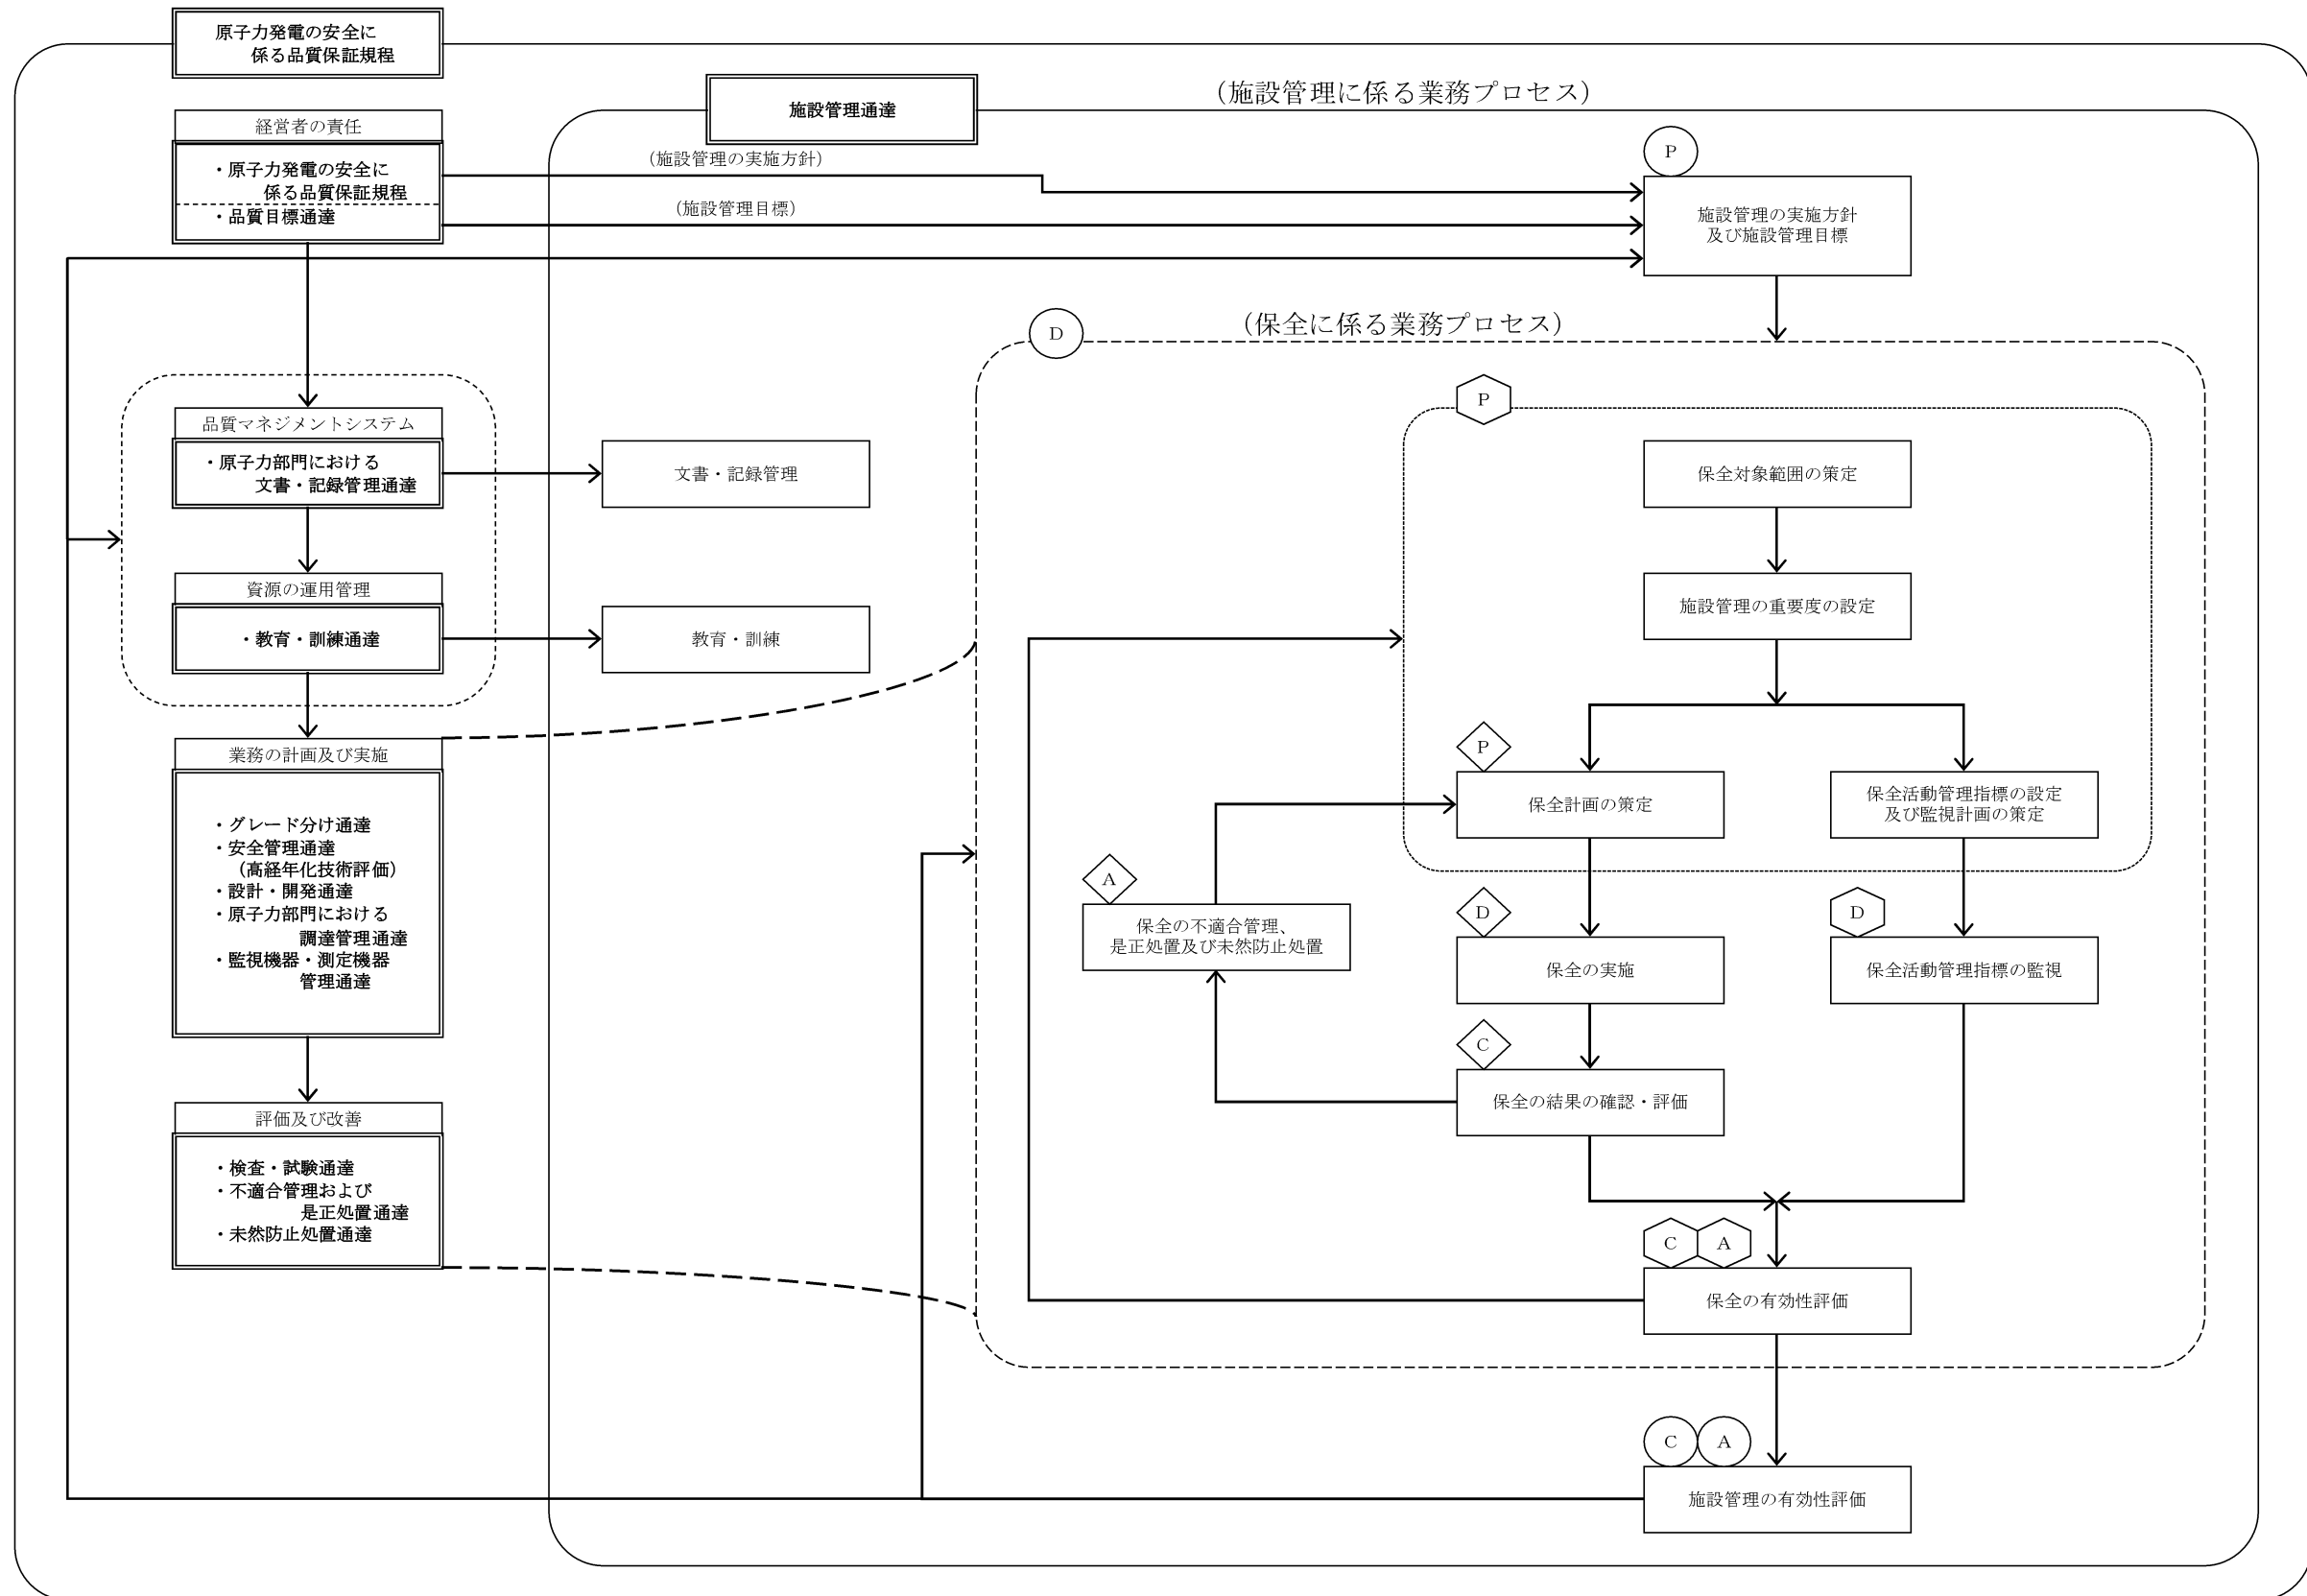 原子力発電の安全に
係る品質保証規程
経営者の責任
・原子力発電の安全に
係る品質保証規程
・品質目標通達
品質マネジメントシステム
・原子力部門における
文書・記録管理通達
資源の運用管理
・教育・訓練通達
業務の計画及び実施
・グレード分け通達
・安全管理通達
（高経年化技術評価）
・設計・開発通達
・原子力部門における
調達管理通達
・監視機器・測定機器
管理通達
評価及び改善
・検査・試験通達
・不適合管理および
是正処置通達
・未然防止処置通達
施設管理通達
（施設管理に係る業務プロセス）
（施設管理の実施方針）
（施設管理目標）
P
施設管理の実施方針
及び施設管理目標
文書・記録管理
教育・訓練
D
（保全に係る業務プロセス）
P
保全対象範囲の策定
施設管理の重要度の設定
P
保全計画の策定
保全活動管理指標の設定
及び監視計画の策定
A
保全の不適合管理、
是正処置及び未然防止処置
D
保全の実施
D
保全活動管理指標の監視
C
保全の結果の確認・評価
C
A
保全の有効性評価
C
A
施設管理の有効性評価